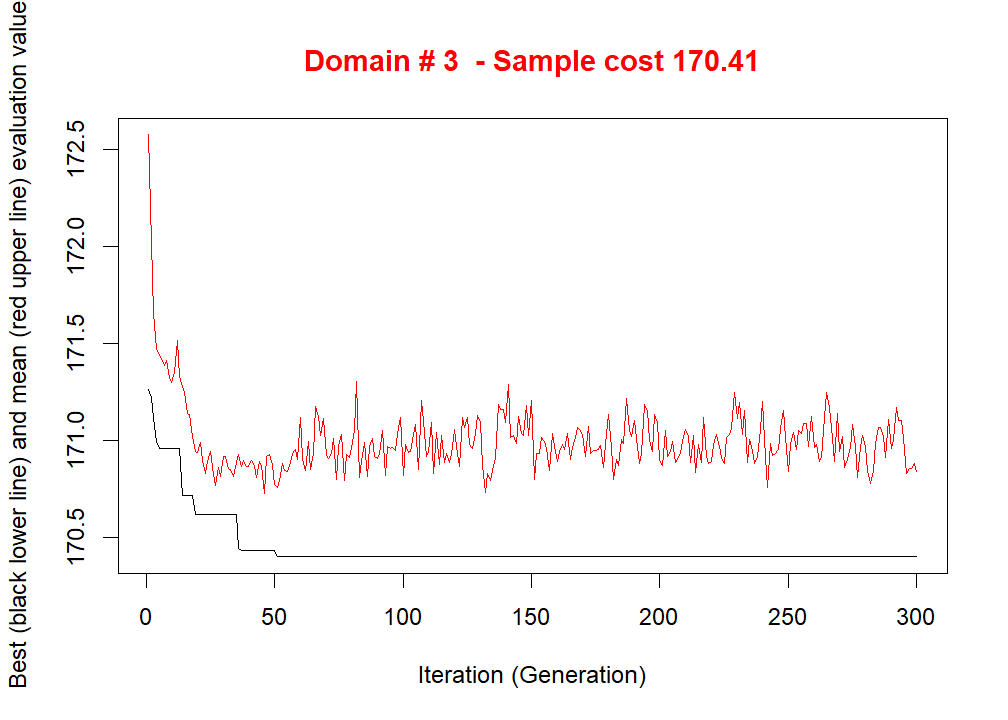 Domain # 3  - Sample cost 170.41
Best (black lower line) and mean (red upper line) evaluation value
172.5
172.0
171.5
171.0
170.5
0 50 100 150 200 250 300
Iteration (Generation)